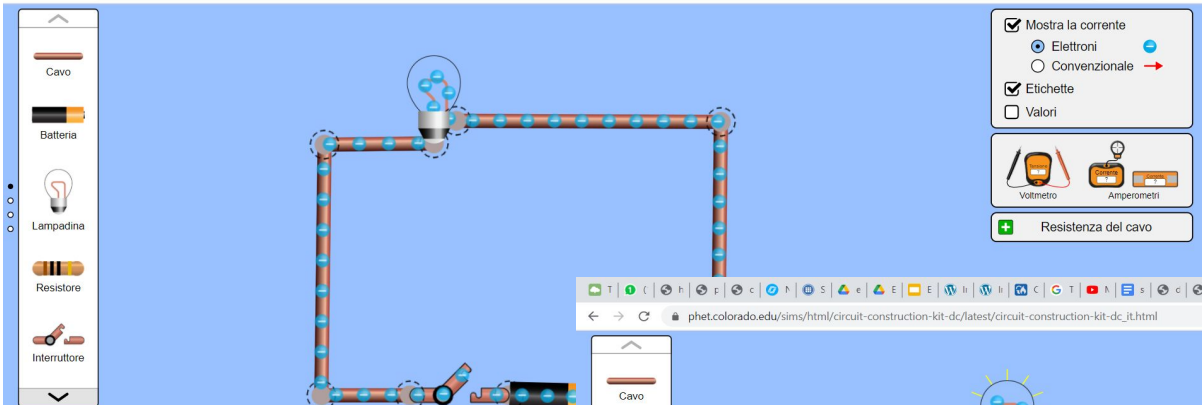 Cavo
Batteria
Lampadina
Resistore
Interruttore
Mostra la corrente
Elettroni
Convenzionale
Etichette
Valori
Corrente
Voltmetro
Amperometri
Resistenza del cavo
phet.colorado.edu/sims/html/circuit-construction-kit-dc/latest/circuit-construction-kit-dc_it.html
Cavo